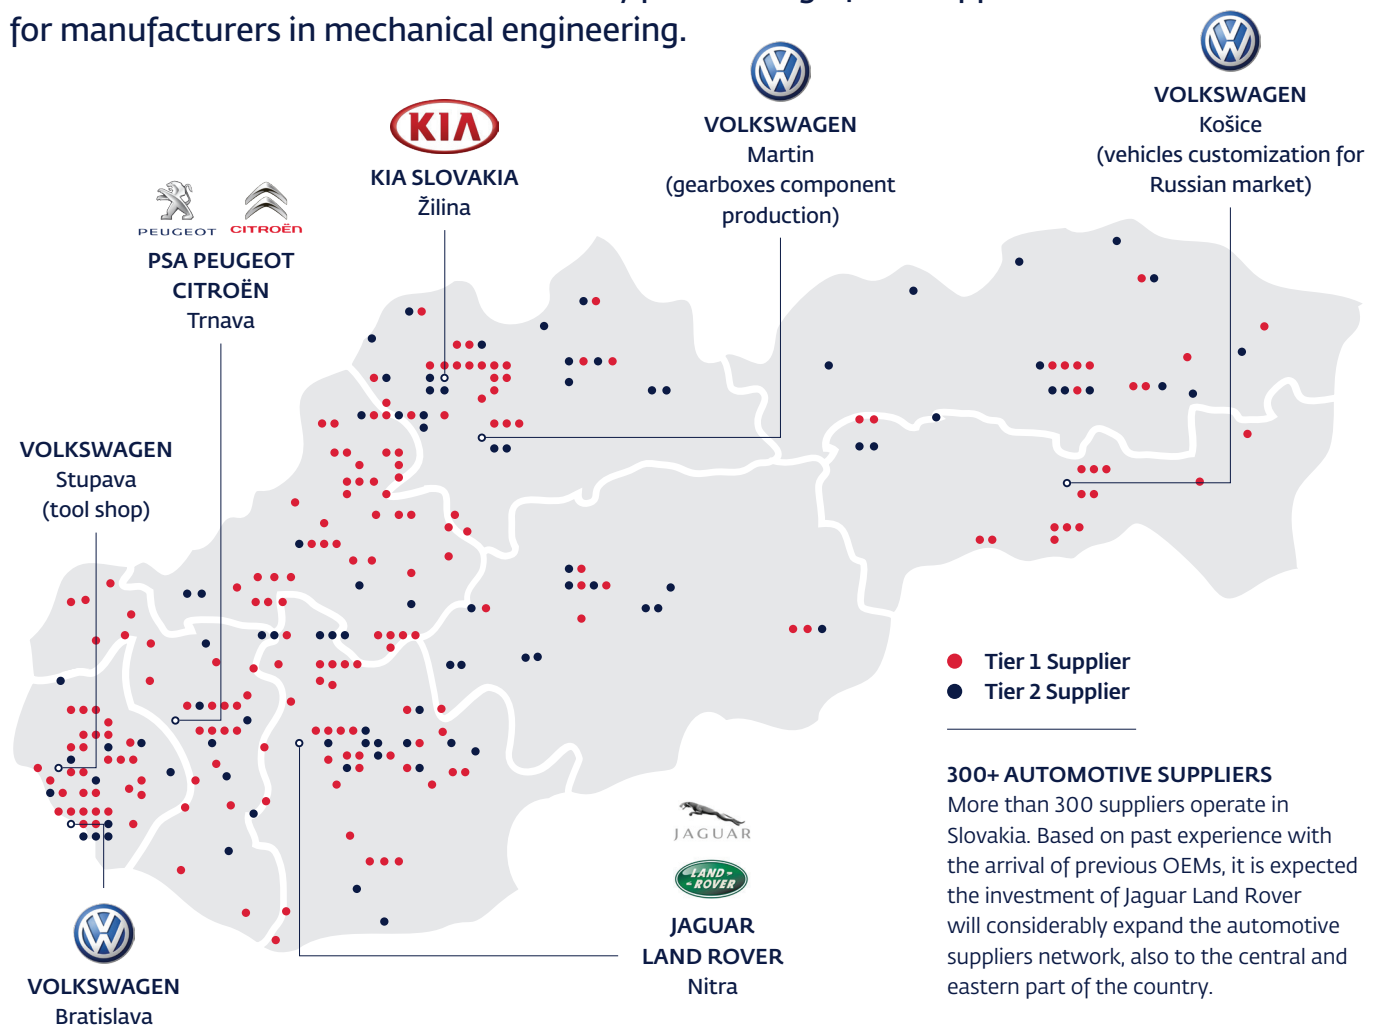 for manufacturers in mechanical engineering.
VOLKSWAGEN
Košice
(vehicles customization for
Russian market)
VOLKSWAGEN
Martin
(gearboxes component
production)
KIA
KIA SLOVAKIA
Žilina
PEUGEOT
CITROËN
PSA PEUGEOT
CITROËN
Trnava
VOLKSWAGEN
Stupava
(tool shop)
Tier 1 Supplier
Tier 2 Supplier
300+ AUTOMOTIVE SUPPLIERS
More than 300 suppliers operate in
Slovakia. Based on past experience with
the arrival of previous OEMs, it is expected
the investment of Jaguar Land Rover
will considerably expand the automotive
suppliers network, also to the central and
eastern part of the country.
JAGUAR
LAND-
-ROVER
JAGUAR
LAND ROVER
Nitra
VOLKSWAGEN
Bratislava